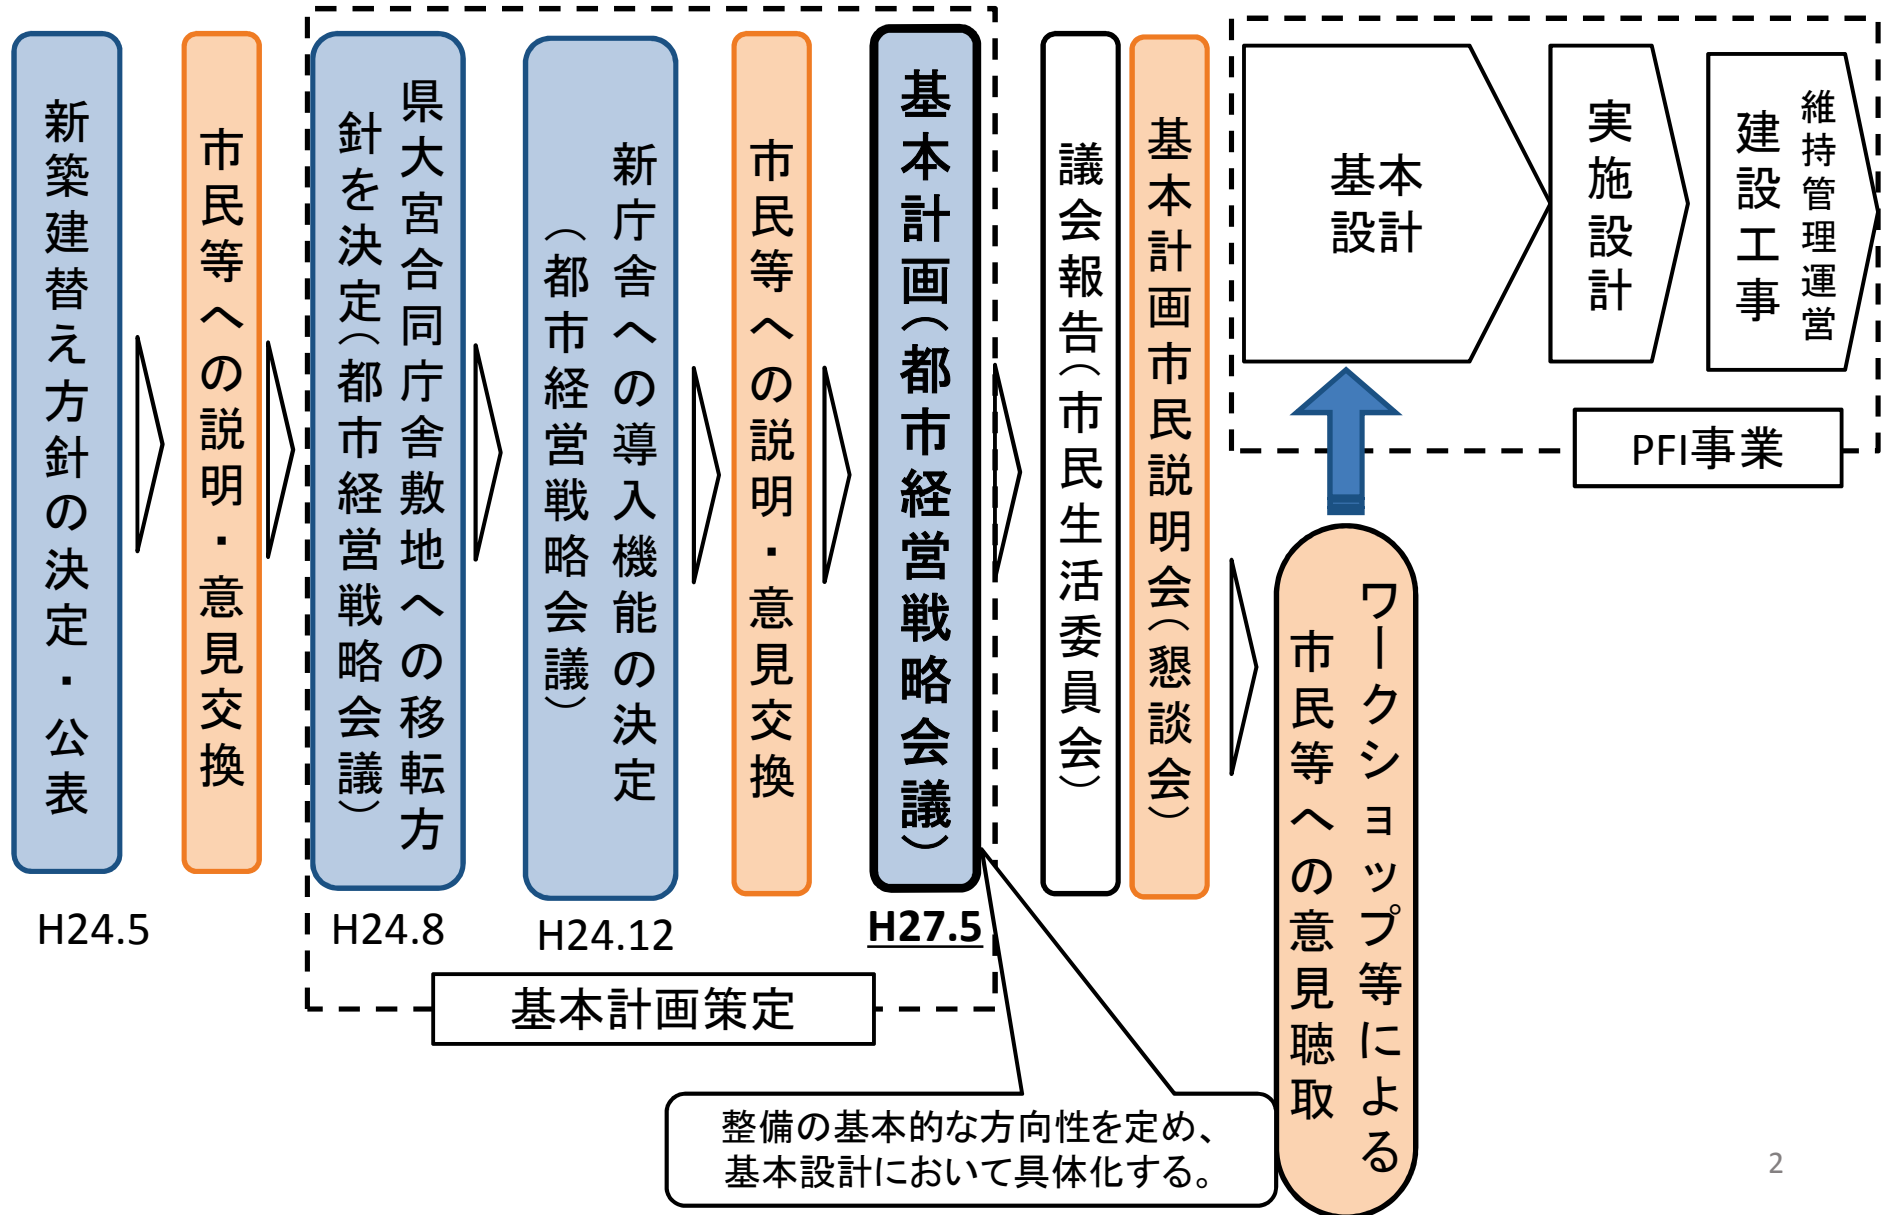 新築建替え方針の決定・公表
市民等への説明・意見交換
県大宮合同庁舎敷地への移転方
針を決定(都市経営戦略会議)
新庁舎への導入機能の決定
(都市経営戦略会議)
市民等への説明・意見交換
基本計画(都市経営戦略会議)
議会報告(市民生活委員会)
基本計画市民説明会(懇談会)
基本
設計
実施設計
建設工事
維持管理運営
PFI事業
ワークショップ等による
市民等への意見聴取
H24.5
H24.8
H24.12
H27.5
基本計画策定
整備の基本的な方向性を定め、
基本設計において具体化する。
2